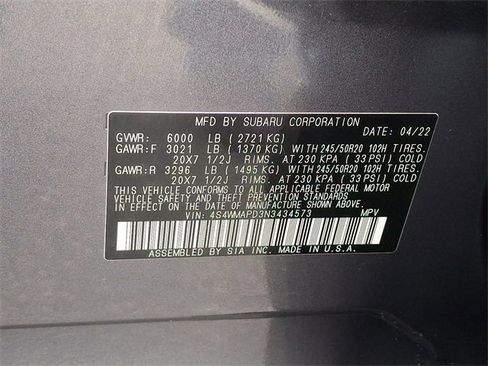 MFD BY SUBARU CORPORATION
GVWR: 6000 LB (2721 KG) DATE: 04/22
GAWR:F 3021 LB (1370 KG) WITH 245/50R20 102H TIRES.
20X7 1/2J RIMS. AT 230 KPA (33 PSI) COLD
GAWR:R 3296 LB (1495 KG) WITH 245/50R20 102H TIRES.
20X7 1/2J RIMS. AT 230 KPA (33 PSI) COLD
THIS VEHICLE CONFORMS TO ALL APPLICABLE FEDERAL MOTOR
VEHICLE SAFETY STANDARDS IN EFFECT ON THE DATE OF
MANUFACTURE SHOWN ABOVE.
VIN: 4S4WMAPD3N3434573 MPV
ASSEMBLED BY SIA INC. MADE IN U.S.A.